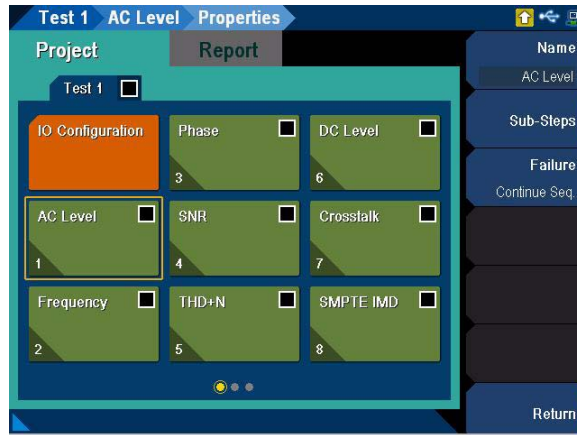 Test 1 AC Level Properties
Project Report
Test 1
IO Configuration
Phase
3
DC Level
6
AC Level
1
SNR
4
Crosstalk
7
Frequency
2
THD+N
5
SMPTE IMD
8
Name
AC Level
Sub-Steps
Failure
Continue Seq.
Return